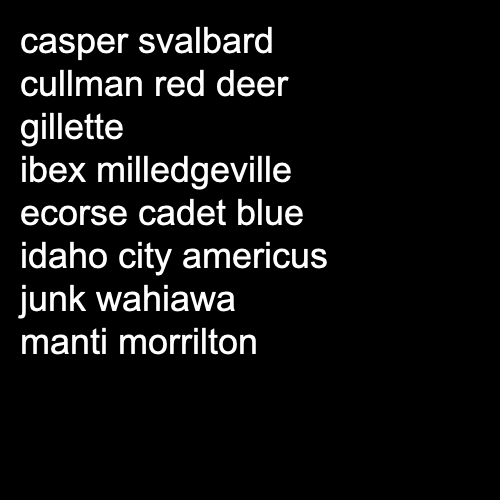 casper svalbard
cullman red deer
gillette
ibex milledgeville
ecorse cadet blue
idaho city americus
junk wahiawa
manti morrilton